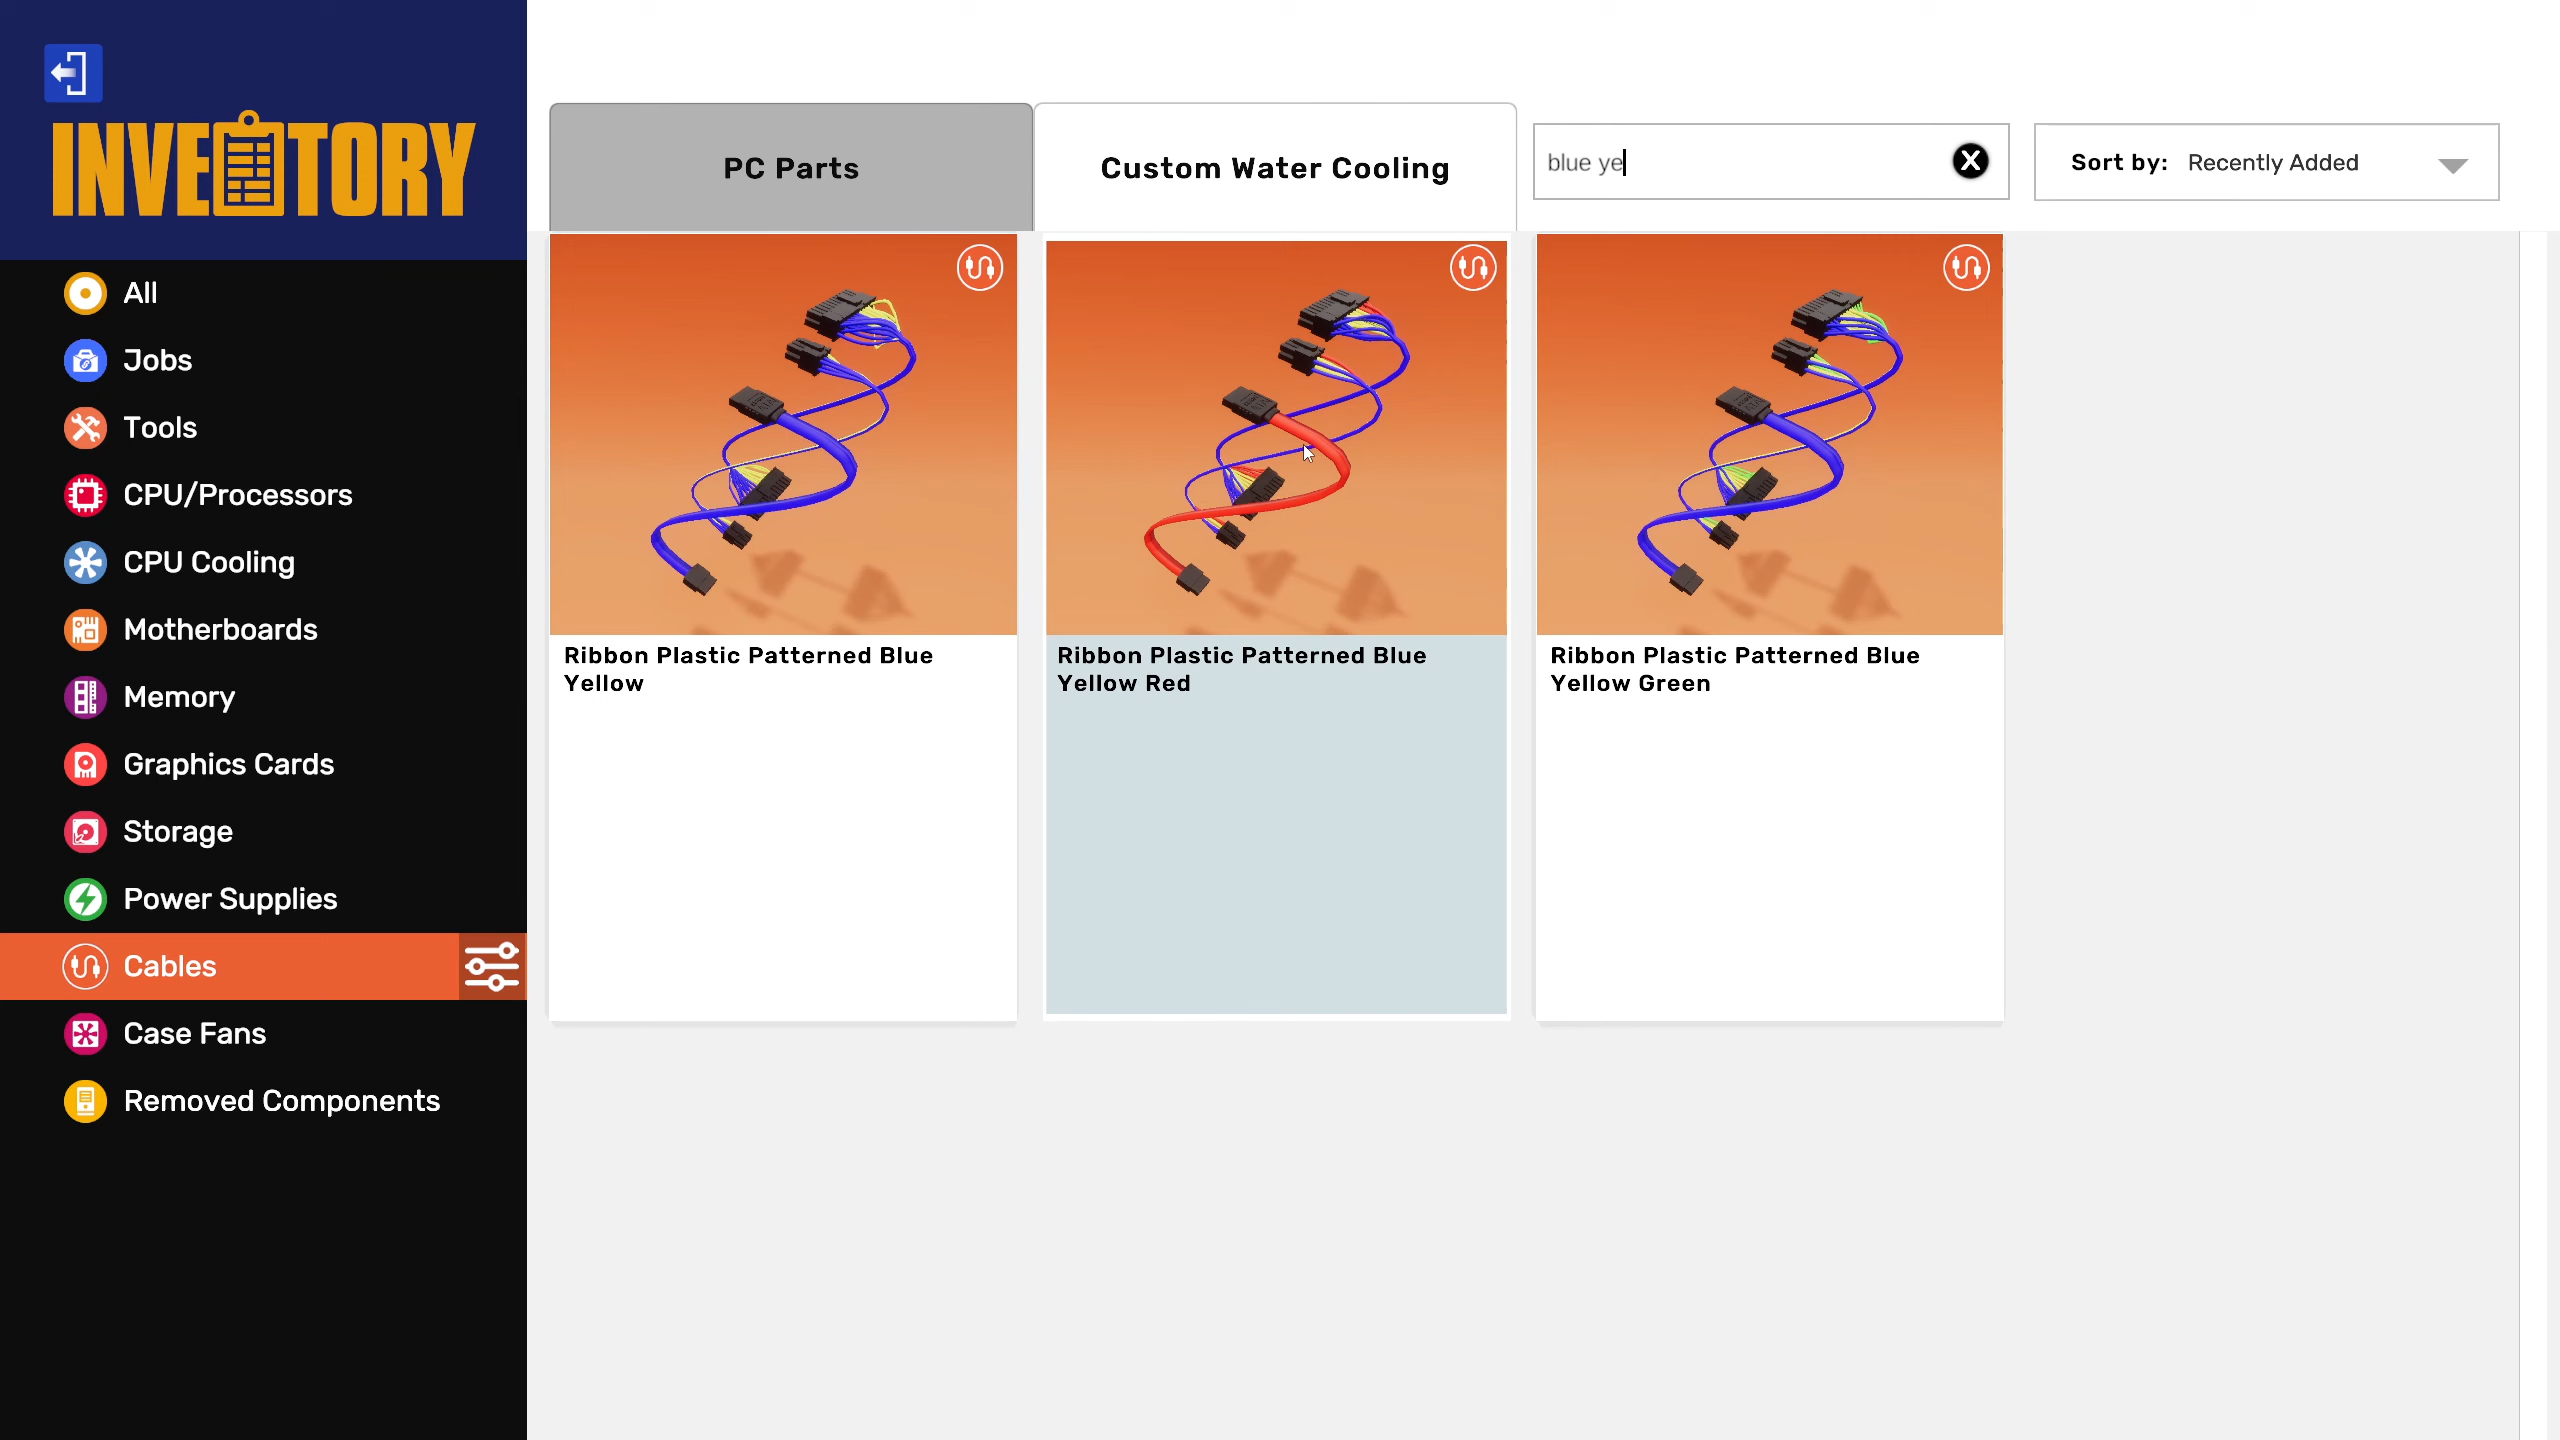 INVENTORY
All
Jobs
Tools
CPU/Processors
CPU Cooling
Motherboards
Memory
Graphics Cards
Storage
Power Supplies
Cables
Case Fans
Removed Components
PC Parts
Custom Water Cooling
blue ye
X
Sort by: Recently Added
Ribbon Plastic Patterned Blue
Yellow
Ribbon Plastic Patterned Blue
Yellow Red
Ribbon Plastic Patterned Blue
Yellow Green